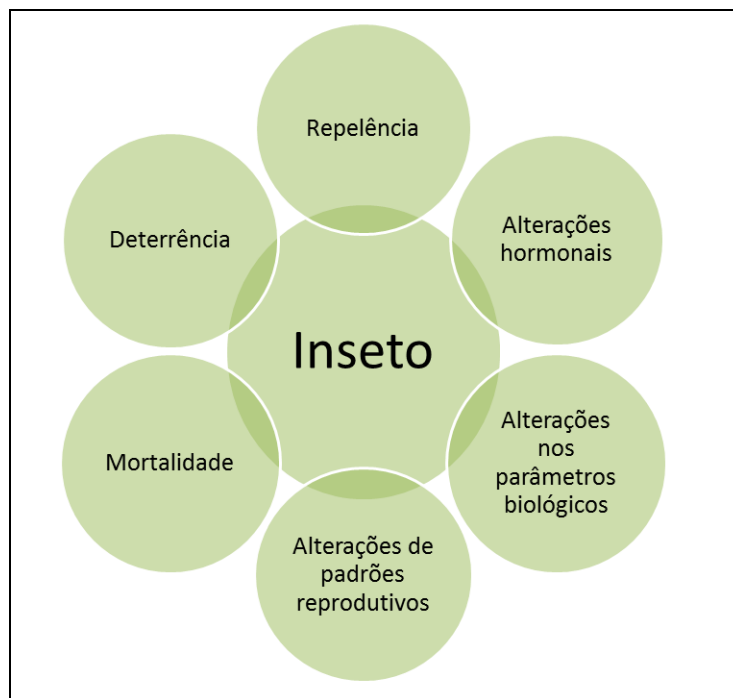 Repelência
Deterrência
Alterações
hormonais
Inseto
Mortalidade
Alterações
nos
parâmetros
biológicos
Alterações de
padrões
reprodutivos